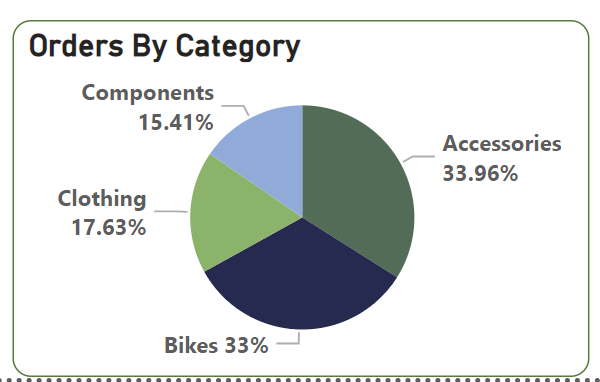 Orders By Category
Components
15.41%
Accessories
33.96%
Clothing
17.63%
Bikes 33%